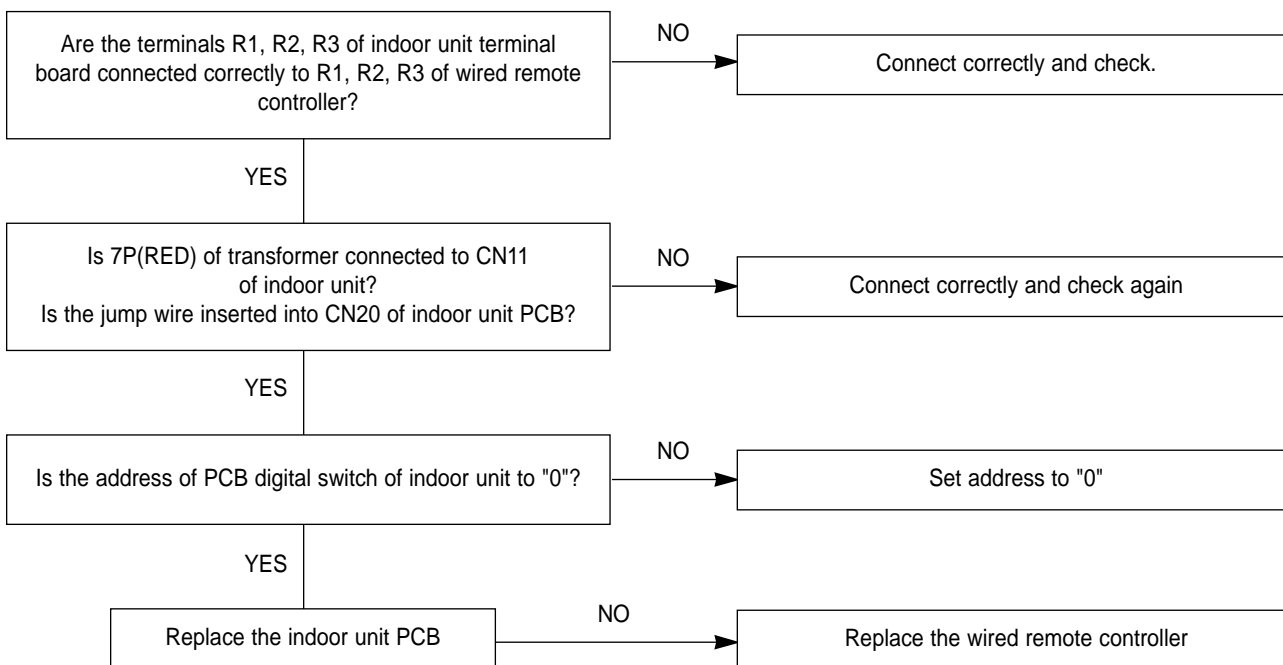 Are the terminals R1, R2, R3 of indoor unit terminal
board connected correctly to R1, R2, R3 of wired remote
controller?
NO
Connect correctly and check.
YES
Is 7P(RED) of transformer connected to CN11
of indoor unit?
Is the jump wire inserted into CN20 of indoor unit PCB?
NO
Connect correctly and check again
YES
Is the address of PCB digital switch of indoor unit to "0"?
NO
Set address to "0"
YES
Replace the indoor unit PCB
NO
Replace the wired remote controller